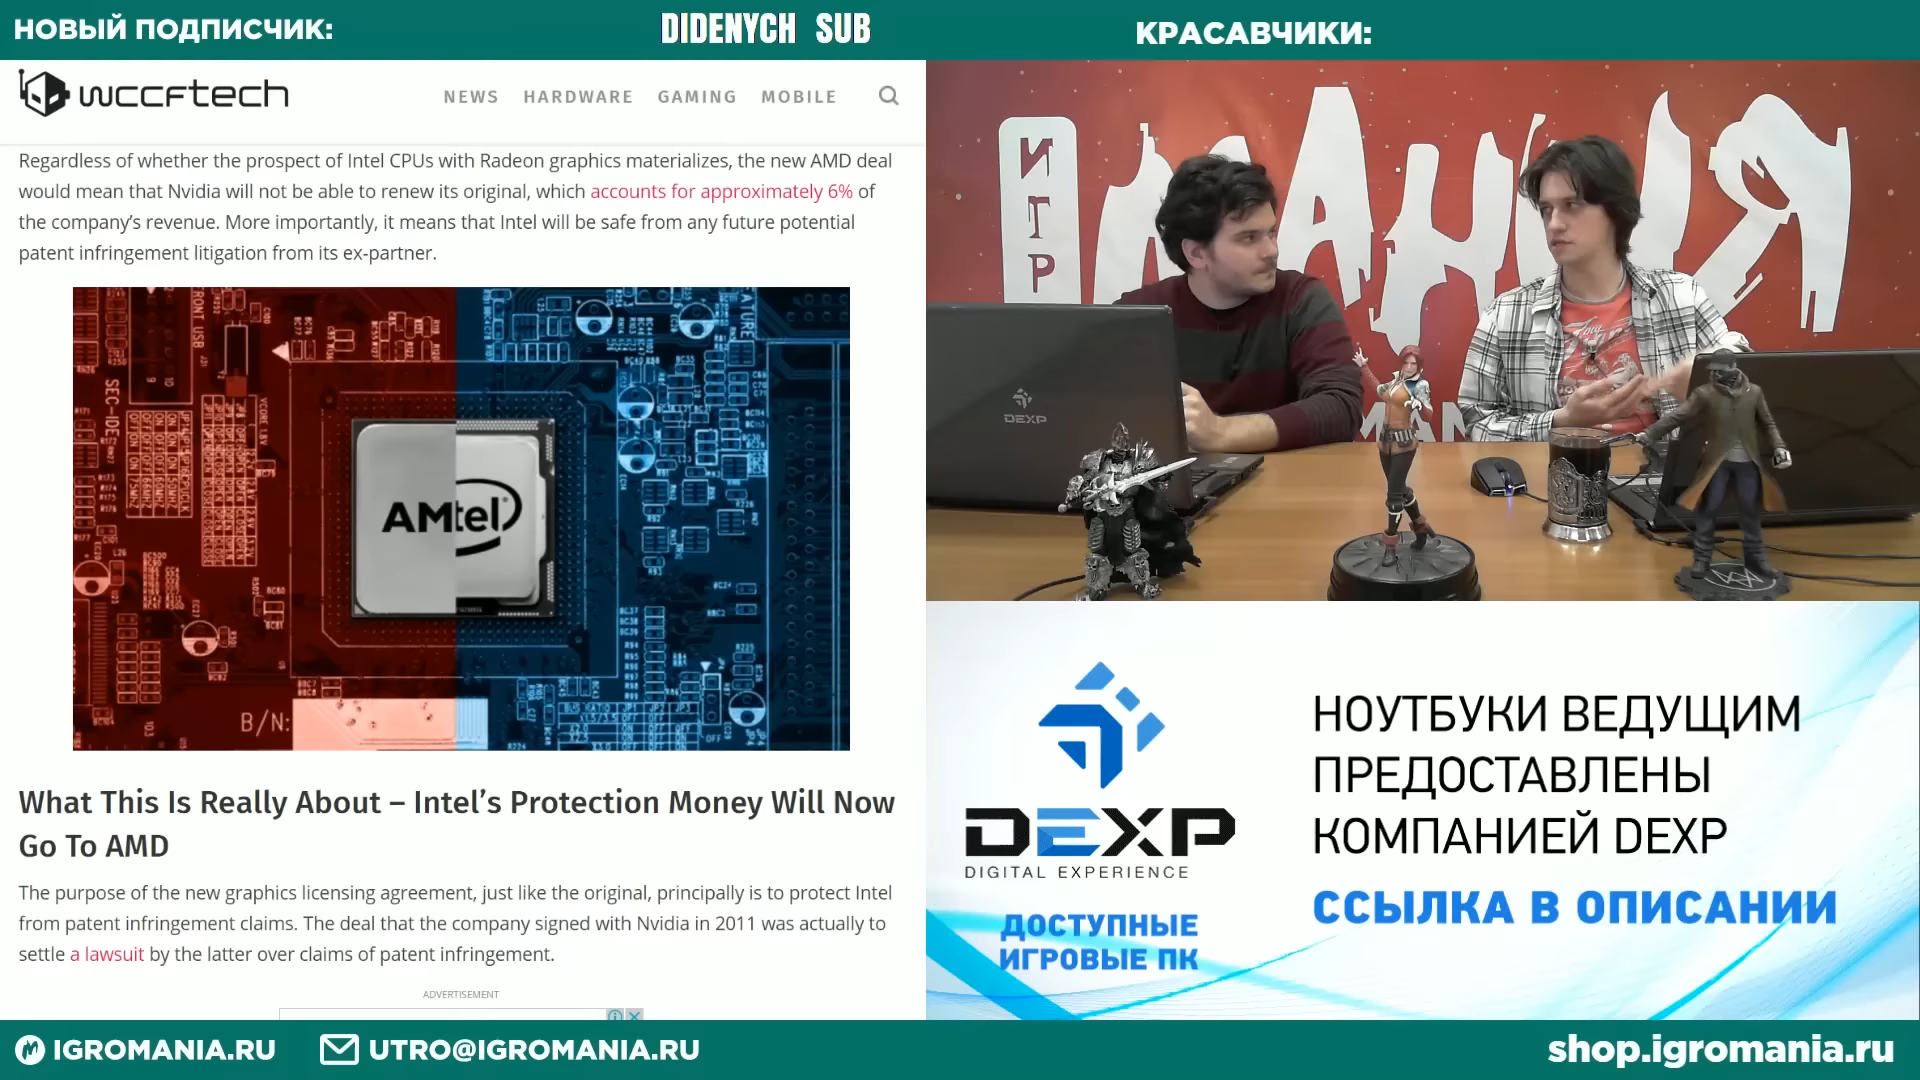 НОВЫЙ ПОДПИСЧИК:
DIDENYCH SUB
КРАСАВЧИКИ:
wccftech
NEWS HARDWARE GAMING MOBILE
Regardless of whether the prospect of Intel CPUs with Radeon graphics materializes, the new AMD deal
would mean that Nvidia will not be able to renew its original, which accounts for approximately 6% of
the company’s revenue. More importantly, it means that Intel will be safe from any future potential
patent infringement litigation from its ex-partner.
SEC-IDE
AMtel
B/N:
OFF
What This Is Really About – Intel’s Protection Money Will Now
Go To AMD
The purpose of the new graphics licensing agreement, just like the original, principally is to protect Intel
from patent infringement claims. The deal that the company signed with Nvidia in 2011 was actually to
settle a lawsuit by the latter over claims of patent infringement.
ADVERTISEMENT
ИГР
МАНИЯ
DEXP
DEXP
DIGITAL EXPERIENCE
ДОСТУПНЫЕ
ИГРОВЫЕ ПК
НОУТБУКИ ВЕДУЩИМ
ПРЕДОСТАВЛЕНЫ
КОМПАНИЕЙ DEXP
ССЫЛКА В ОПИСАНИИ
IGROMANIA.RU
UTRO@IGROMANIA.RU
shop.igromania.ru